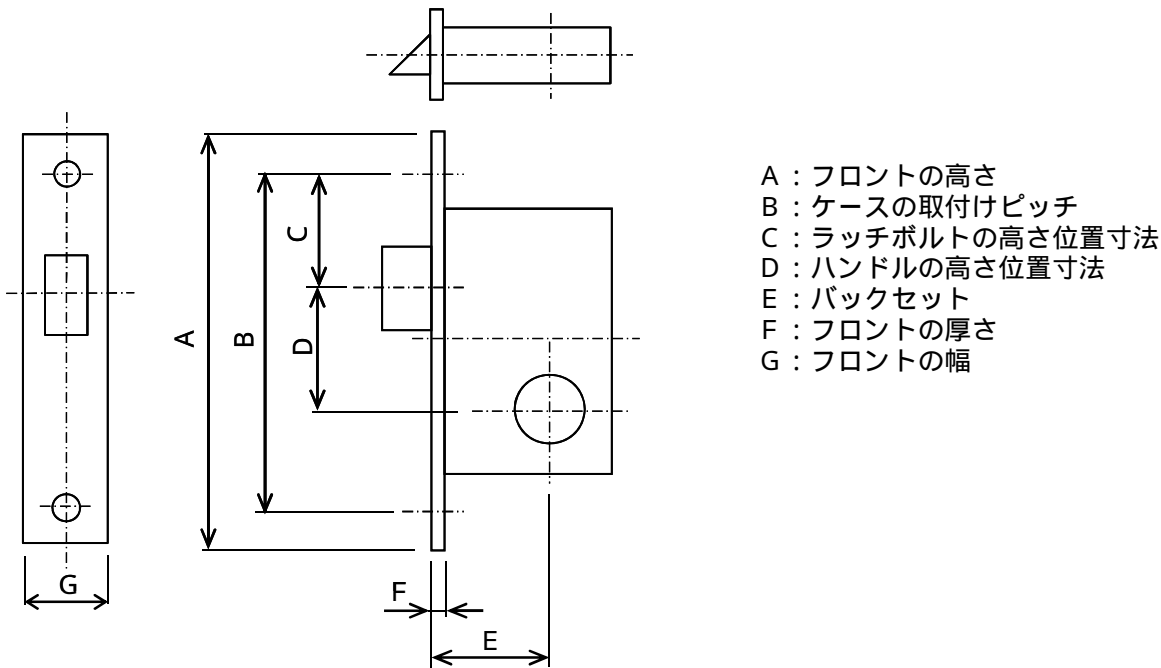 A
B
C
D
G
F
E
A：フロントの高さ
B：ケースの取付けピッチ
C：ラッチボルトの高さ位置寸法
D：ハンドルの高さ位置寸法
E：バックセット
F：フロントの厚さ
G：フロントの幅